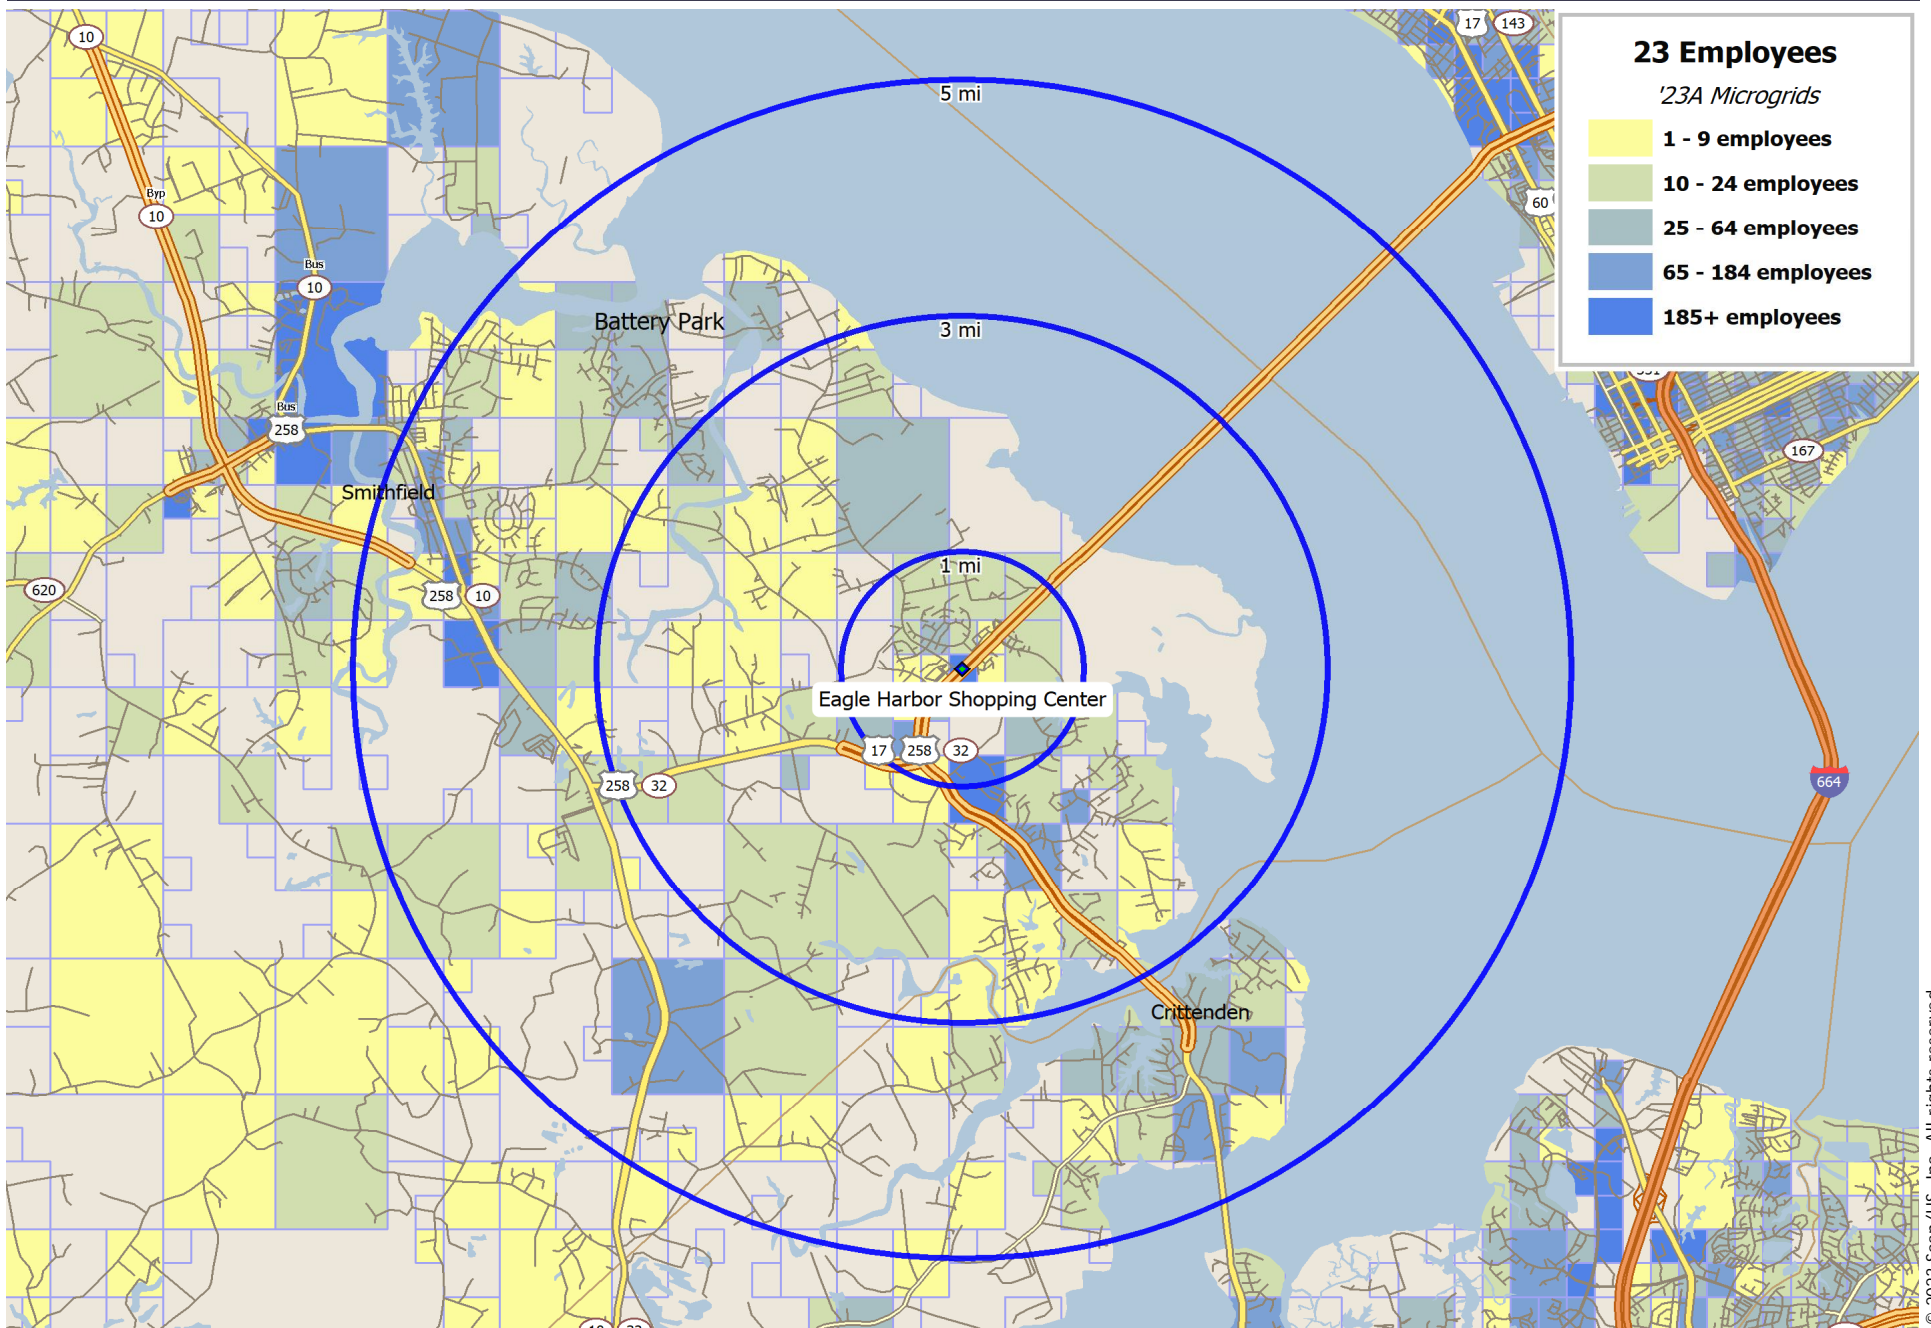 10
17
143
23 Employees
'23A Microgrids
1 - 9 employees
10 - 24 employees
25 - 64 employees
65 - 184 employees
185+ employees
5 mi
Byp
10
60
Bus
10
Battery Park
3 mi
Bus
258
167
Smithfield
1 mi
620
258
10
Eagle Harbor Shopping Center
17
258
32
258
32
664
Crittenden